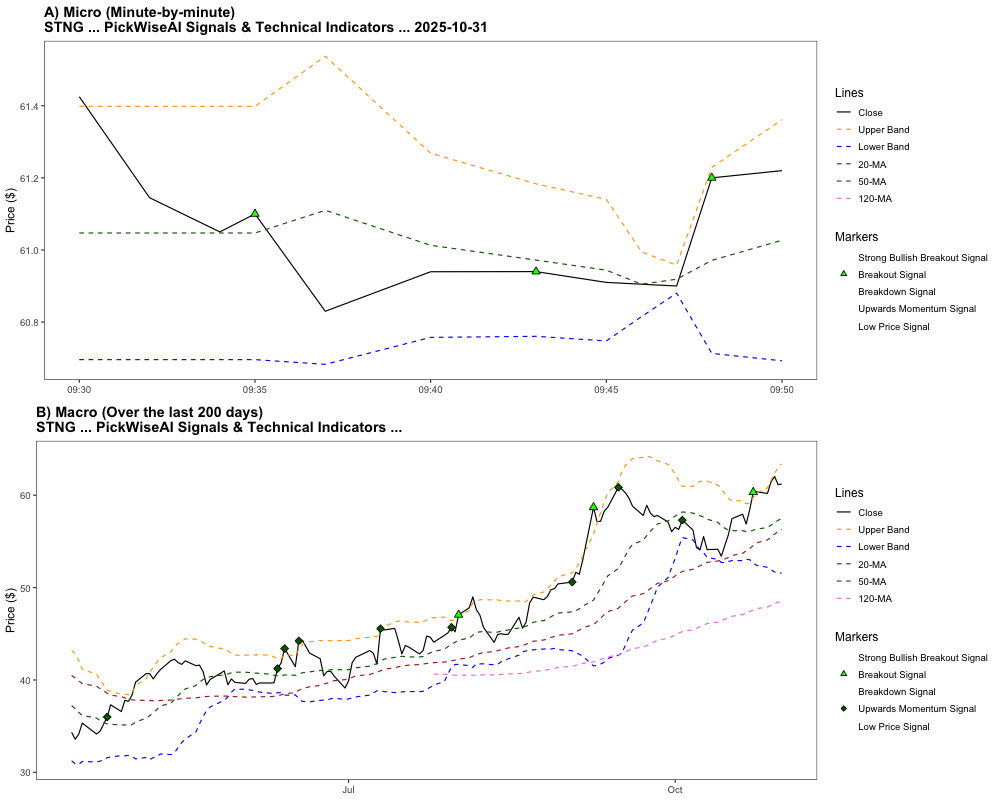 A) Micro (Minute-by-minute)
STNG ... PickWiseAI Signals & Technical Indicators ... 2025-10-31
Price ($)
61.4
61.2
61.0
60.8
09:30
09:35
09:40
09:45
09:50
Lines
Close
Upper Band
Lower Band
20-MA
50-MA
120-MA
Markers
Strong Bullish Breakout Signal
Breakout Signal
Breakdown Signal
Upwards Momentum Signal
Low Price Signal
B) Macro (Over the last 200 days)
STNG ... PickWiseAI Signals & Technical Indicators ...
Price ($)
60
50
40
30
Jul
Oct
Lines
Close
Upper Band
Lower Band
20-MA
50-MA
120-MA
Markers
Strong Bullish Breakout Signal
Breakout Signal
Breakdown Signal
Upwards Momentum Signal
Low Price Signal